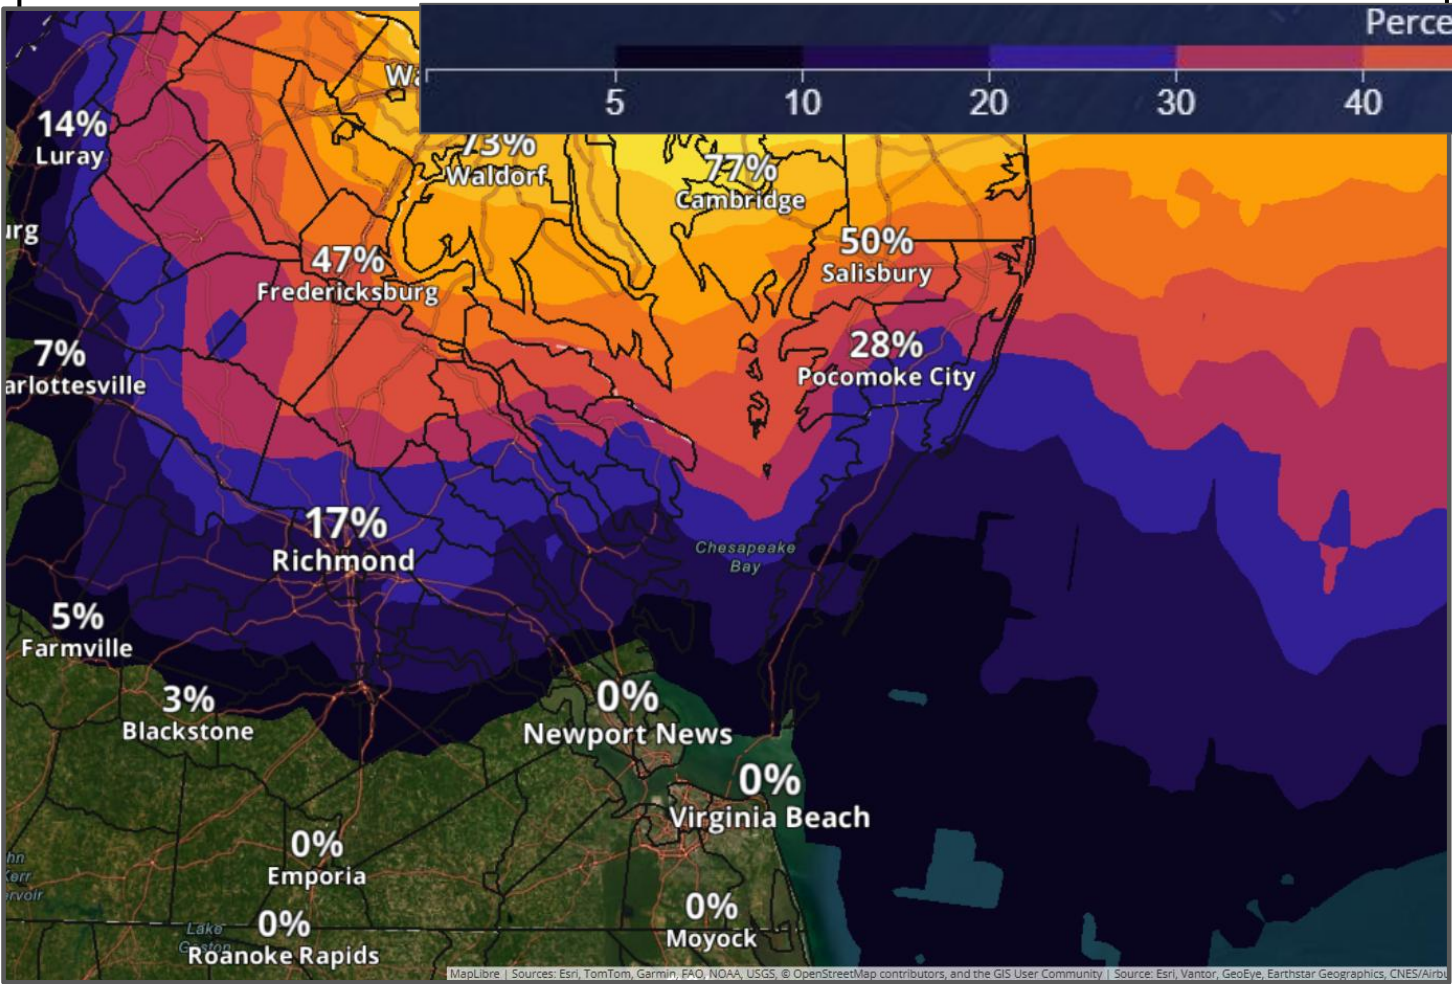 Perce
5 10 20 30 40
14%
Luray
73%
Waldorf
77%
Cambridge
50%
Salisbury
47%
Fredericksburg
28%
Pocomoke City
7%
arlottesville
17%
Richmond
Chesapeake
Bay
5%
Farmville
3%
Blackstone
0%
Newport News
0%
Virginia Beach
0%
Emporia
0%
Moyock
Lake
Gaston
0%
Roanoke Rapids
MapLibre | Sources: Esri, TomTom, Garmin, FAO, NOAA, USGS, © OpenStreetMap contributors, and the GIS User Community | Source: Esri, Vantor, GeoEye, Earthstar Geographics, CNES/Airbu